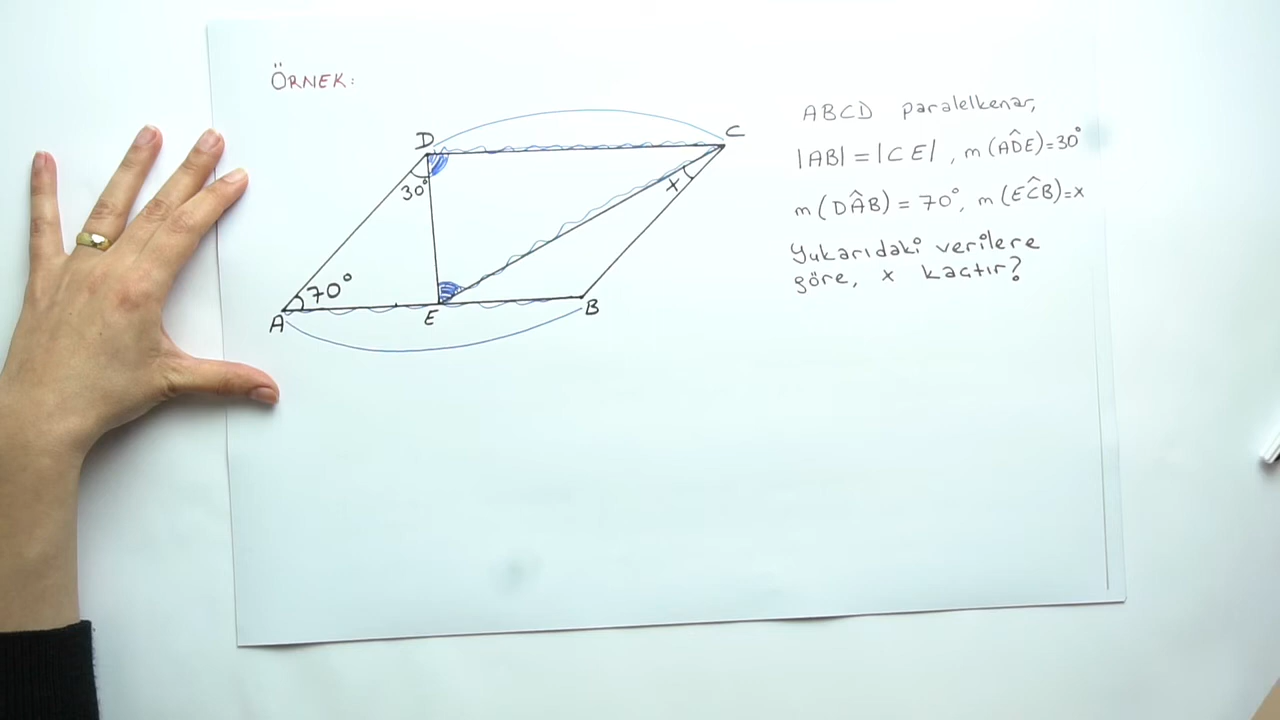 ÖRNEK:
ABCD paralelkenar,
|AB| = |CE| , m(AD̂E)=30°
m(DÂB) = 70°, m(EĈB)=x
Yukarıdaki verilere
göre, x kaçtır?
D
C
30°
x
70°
A
E
B